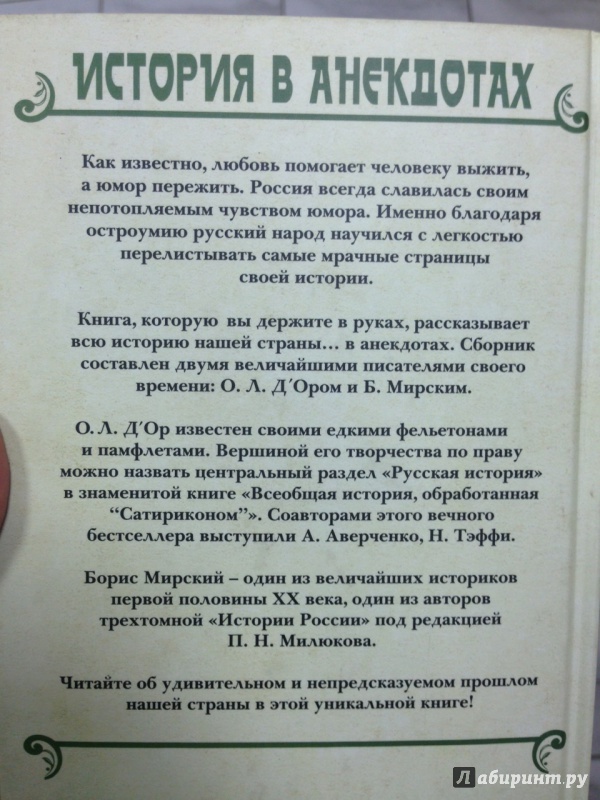 ИСТОРИЯ В АНЕКДОТАХ
Как известно, любовь помогает человеку выжить,
а юмор пережить. Россия всегда славилась своим
непотопляемым чувством юмора. Именно благодаря
остроумию русский народ научился с легкостью
перелистывать самые мрачные страницы
своей истории.
Книга, которую вы держите в руках, рассказывает
всю историю нашей страны… в анекдотах. Сборник
составлен двумя величайшими писателями своего
времени: О. Л. Д´Ором и Б. Мирским.
О. Л. Д´Ор известен своими едкими фельетонами
и памфлетами. Вершиной его творчества по праву
можно назвать центральный раздел «Русская история»
в знаменитой книге «Всеобщая история, обработанная
“Сатириконом”». Соавторами этого вечного
бестселлера выступили А. Аверченко, Н. Тэффи.
Борис Мирский – один из величайших историков
первой половины XX века, один из авторов
трехтомной «Истории России» под редакцией
П. Н. Милюкова.
Читайте об удивительном и непредсказуемом прошлом
нашей страны в этой уникальной книге!
Лабиринт.ру